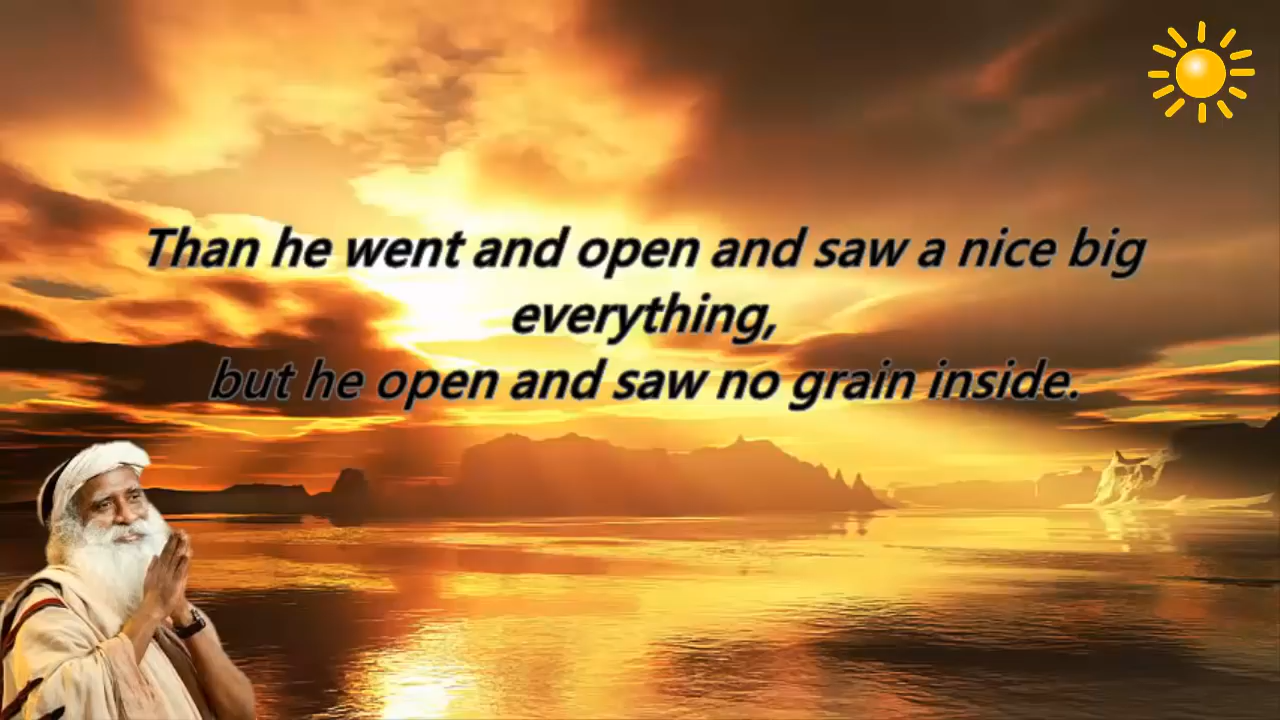 Than he went and open and saw a nice big
everything,
but he open and saw no grain inside.